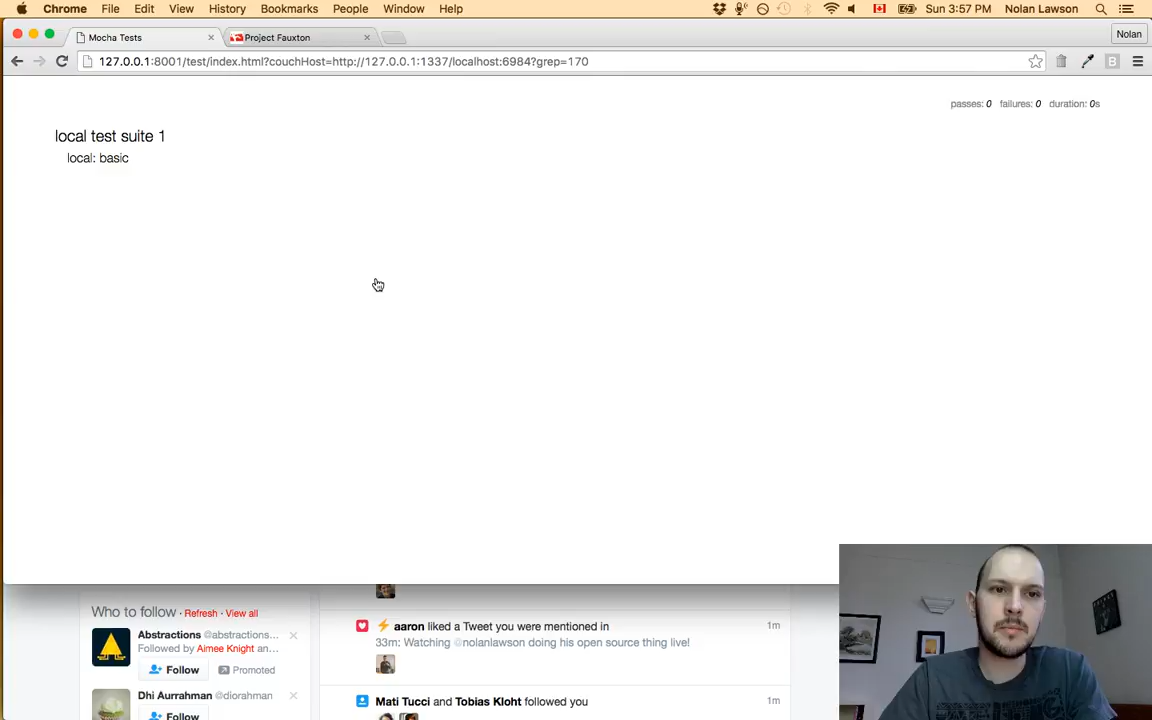 Chrome File Edit View History Bookmarks People Window Help Sun 3:57 PM Nolan Lawson
Mocha Tests Project Fauxton Nolan
127.0.0.1:8001/test/index.html?couchHost=http://127.0.0.1:1337/localhost:6984?grep=170
passes: 0 failures: 0 duration: 0s
local test suite 1
local: basic
Who to follow · Refresh · View all
Abstractions @abstractions...
Followed by Aimee Knight an...
Follow Promoted
Dhi Aurrahman @diorahman
Follow
aaron liked a Tweet you were mentioned in 1m
33m: Watching @nolanlawson doing his open source thing live!
Mati Tucci and Tobias Kloht followed you 1m